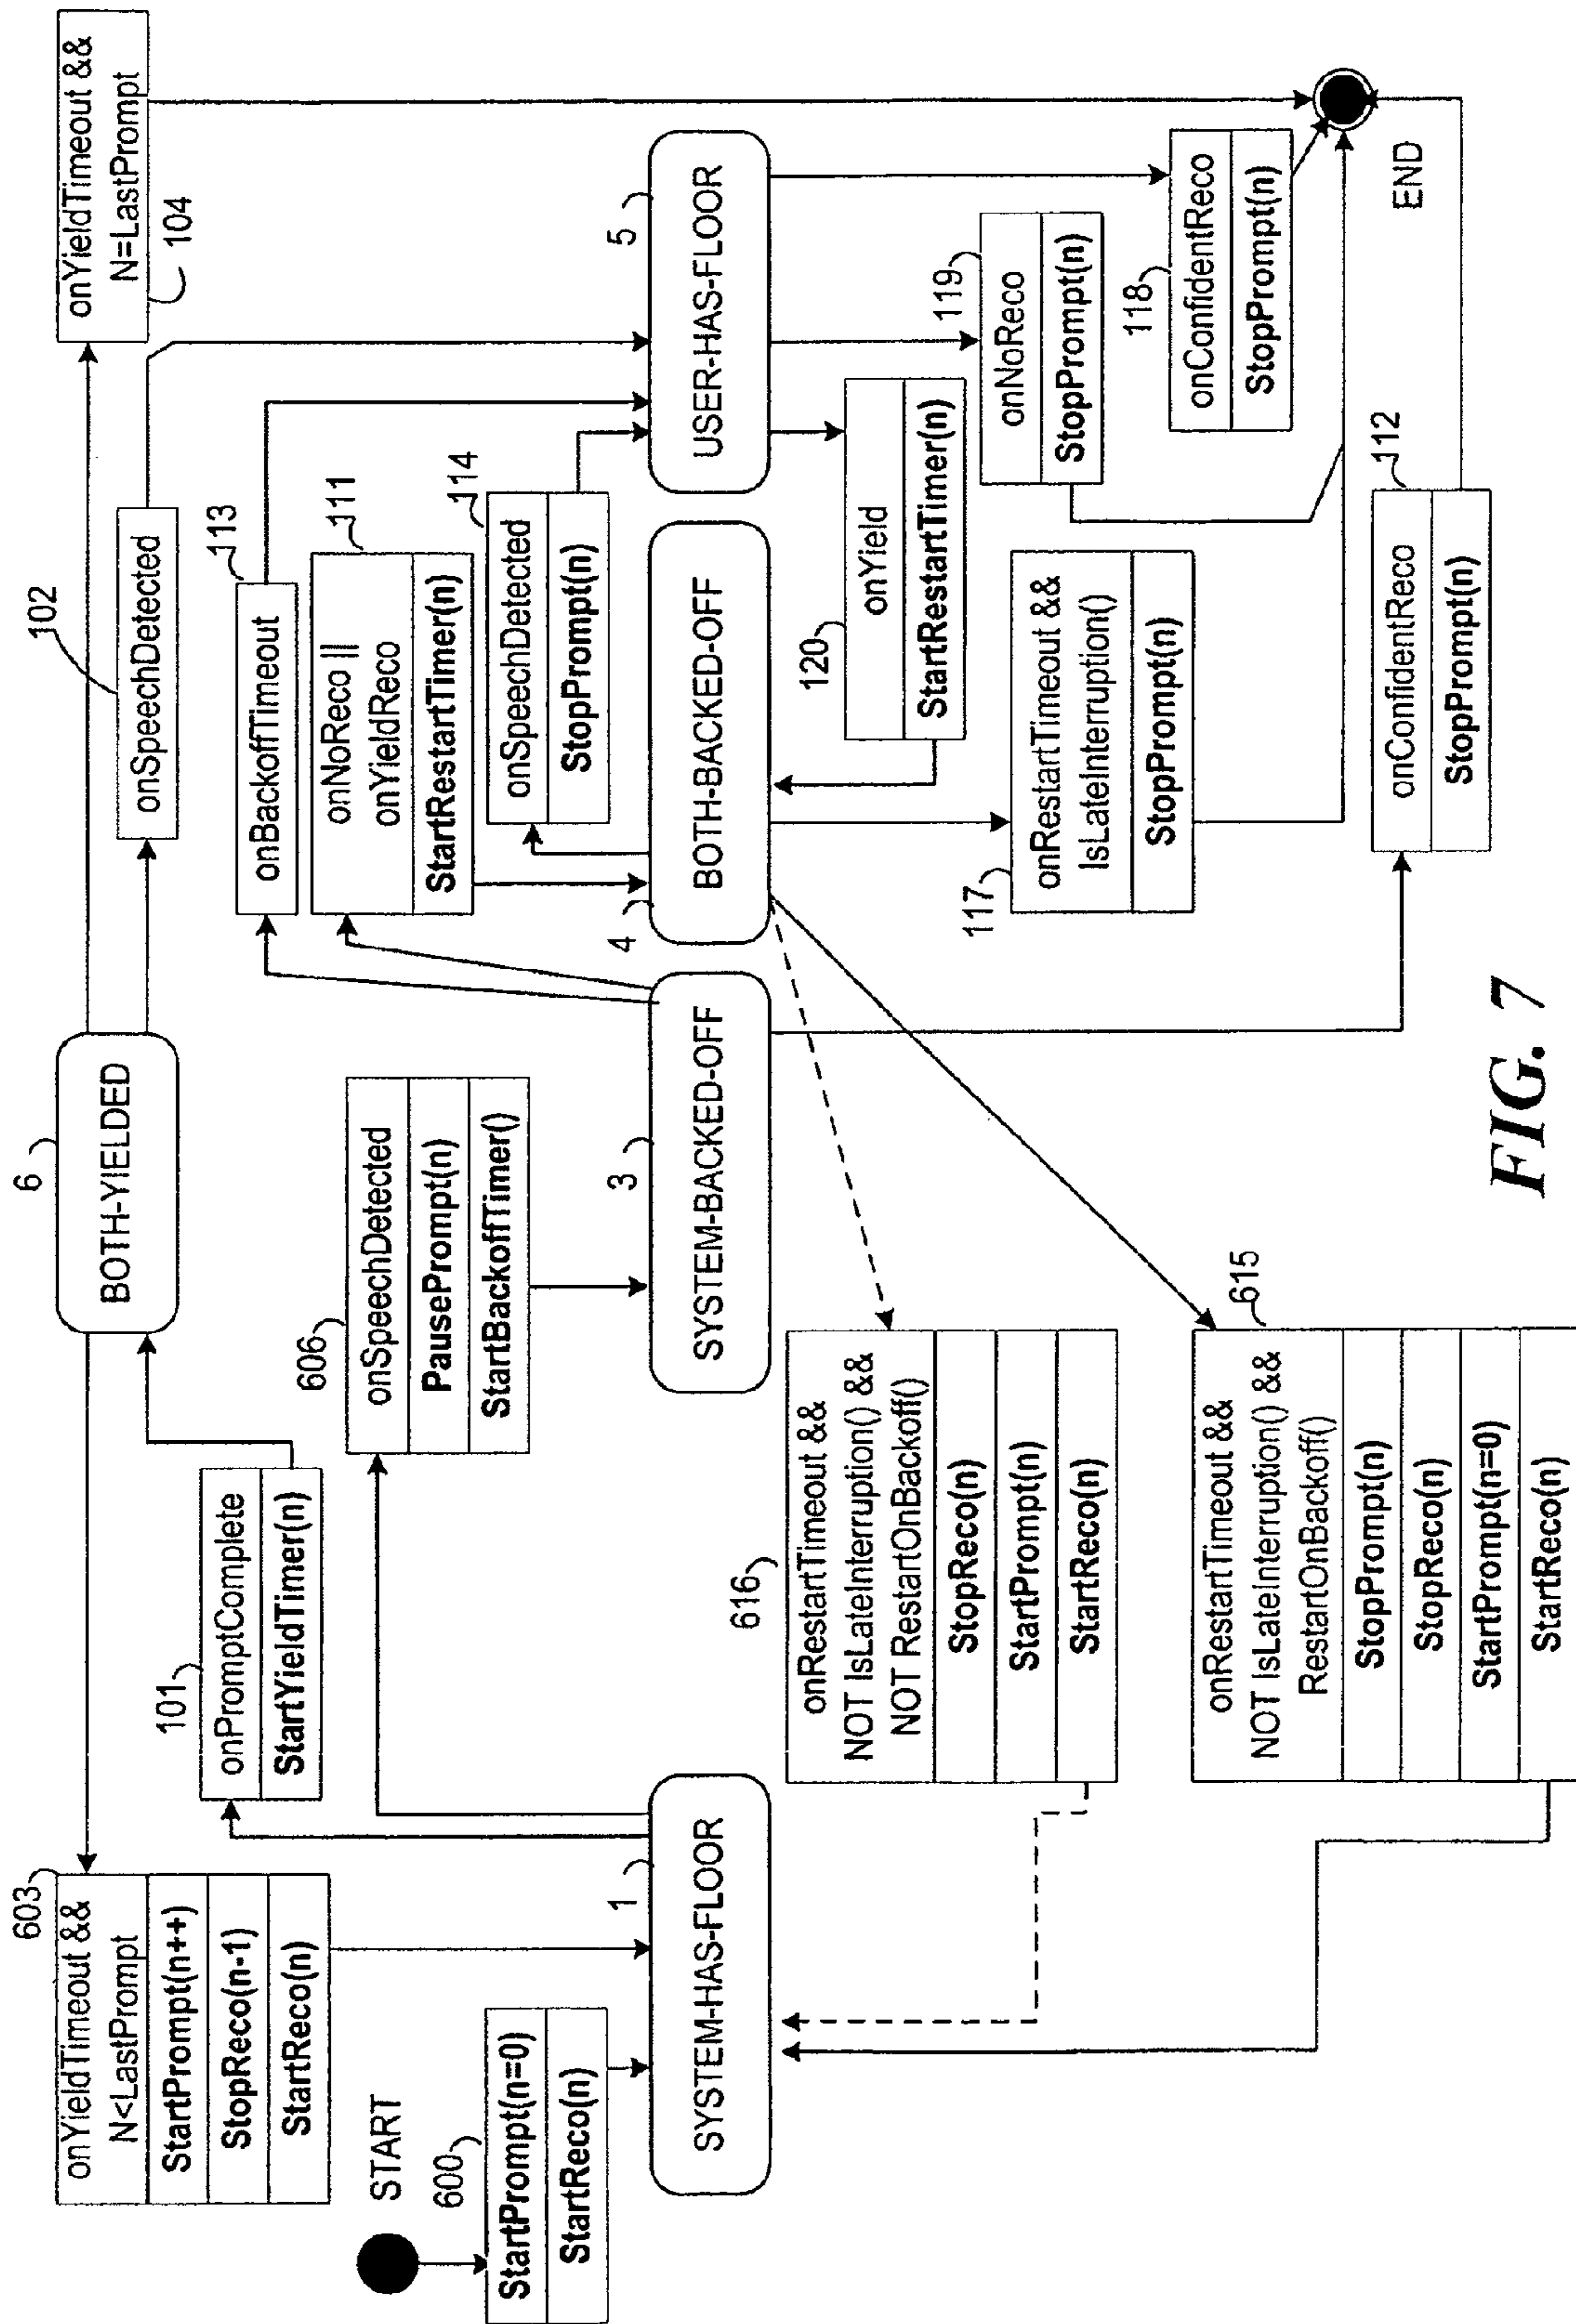 603
onYieldTimeout &&
N<LastPrompt
StartPrompt(n++)
StopReco(n-1)
StartReco(n)
6
BOTH-YIELDED
onYieldTimeout &&
N=LastPrompt
104
102
onSpeechDetected
101
onPromptComplete
StartYieldTimer(n)
113
onBackoffTimeout
START
606
onSpeechDetected
PausePrompt(n)
StartBackoffTimer()
onNoReco ||
onYieldReco
StartRestartTimer(n)
111
600
StartPrompt(n=0)
StartReco(n)
114
onSpeechDetected
StopPrompt(n)
1
SYSTEM-HAS-FLOOR
3
SYSTEM-BACKED-OFF
4
BOTH-BACKED-OFF
5
USER-HAS-FLOOR
616
onRestartTimeout &&
NOT IsLateInterruption() &&
NOT RestartOnBackoff()
StopReco(n)
StartPrompt(n)
StartReco(n)
120
onYield
StartRestartTimer(n)
119
onNoReco
StopPrompt(n)
117
onRestartTimeout &&
IsLateInterruption()
StopPrompt(n)
118
onConfidentReco
StopPrompt(n)
615
onRestartTimeout &&
NOT IsLateInterruption() &&
RestartOnBackoff()
StopPrompt(n)
StopReco(n)
StartPrompt(n=0)
StartReco(n)
112
onConfidentReco
StopPrompt(n)
END
FIG. 7